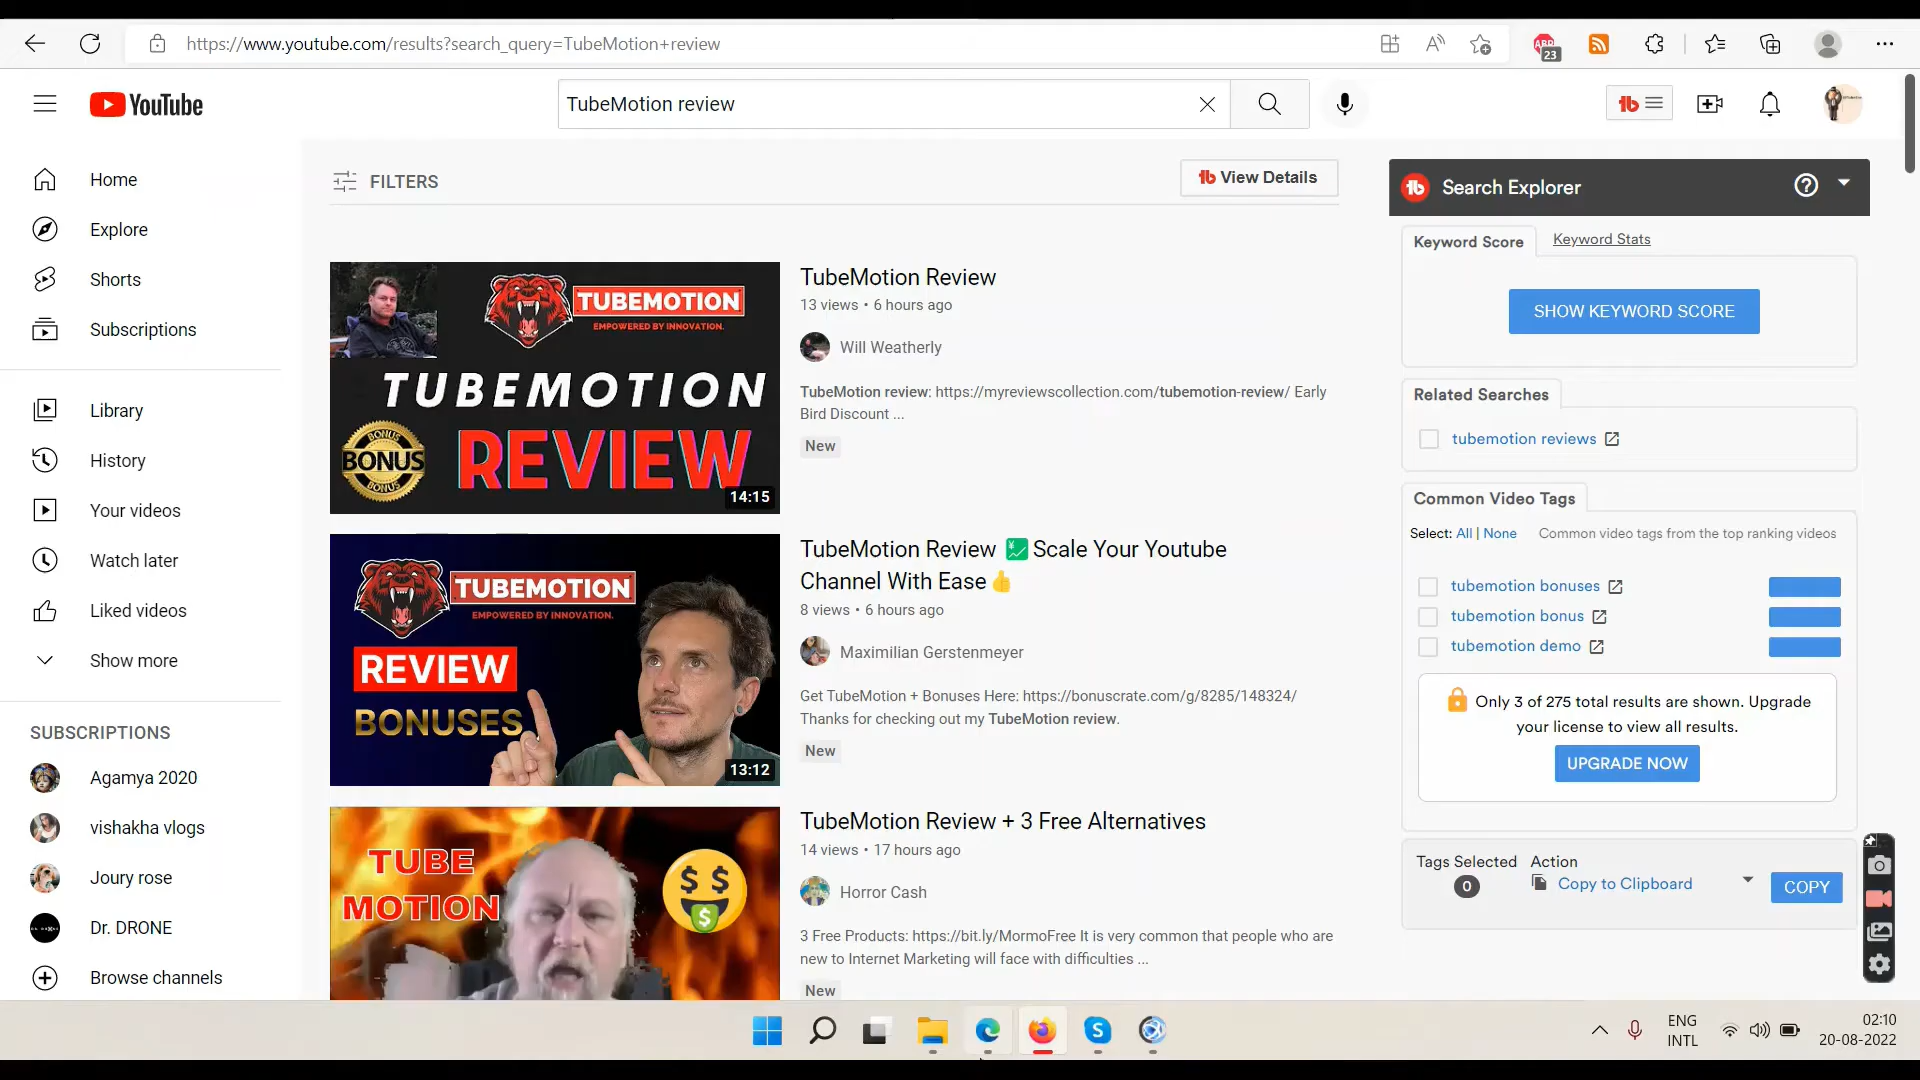 https://www.youtube.com/results?search_query=TubeMotion+review
23
YouTube
TubeMotion review
Home
Explore
Shorts
Subscriptions
Library
History
Your videos
Watch later
Liked videos
Show more
SUBSCRIPTIONS
Agamya 2020
vishakha vlogs
Joury rose
Dr. DRONE
Browse channels
FILTERS
View Details
TUBEMOTION
EMPOWERED BY INNOVATION.
TUBEMOTION
BONUS
REVIEW
14:15
TubeMotion Review
13 views • 6 hours ago
Will Weatherly
TubeMotion review: https://myreviewscollection.com/tubemotion-review/ Early
Bird Discount ...
New
TUBEMOTION
EMPOWERED BY INNOVATION.
REVIEW
BONUSES
13:12
TubeMotion Review 💹Scale Your Youtube
Channel With Ease👍
8 views • 6 hours ago
Maximilian Gerstenmeyer
Get TubeMotion + Bonuses Here: https://bonuscrate.com/g/8285/148324/
Thanks for checking out my TubeMotion review.
New
TUBE
MOTION
TubeMotion Review + 3 Free Alternatives
14 views • 17 hours ago
Horror Cash
3 Free Products: https://bit.ly/MormoFree It is very common that people who are
new to Internet Marketing will face with difficulties ...
New
Search Explorer
Keyword Score
Keyword Stats
SHOW KEYWORD SCORE
Related Searches
tubemotion reviews
Common Video Tags
Select: All | None Common video tags from the top ranking videos
tubemotion bonuses
tubemotion bonus
tubemotion demo
Only 3 of 275 total results are shown. Upgrade
your license to view all results.
UPGRADE NOW
Tags Selected
0
Action
Copy to Clipboard
COPY
ENG
INTL
02:10
20-08-2022